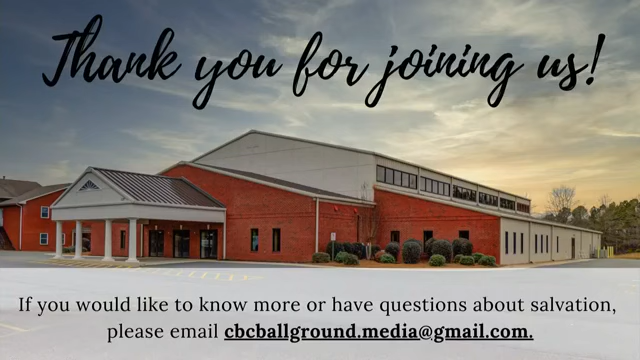 Thank you for joining us!
If you would like to know more or have questions about salvation,
please email cbcballground.media@gmail.com.